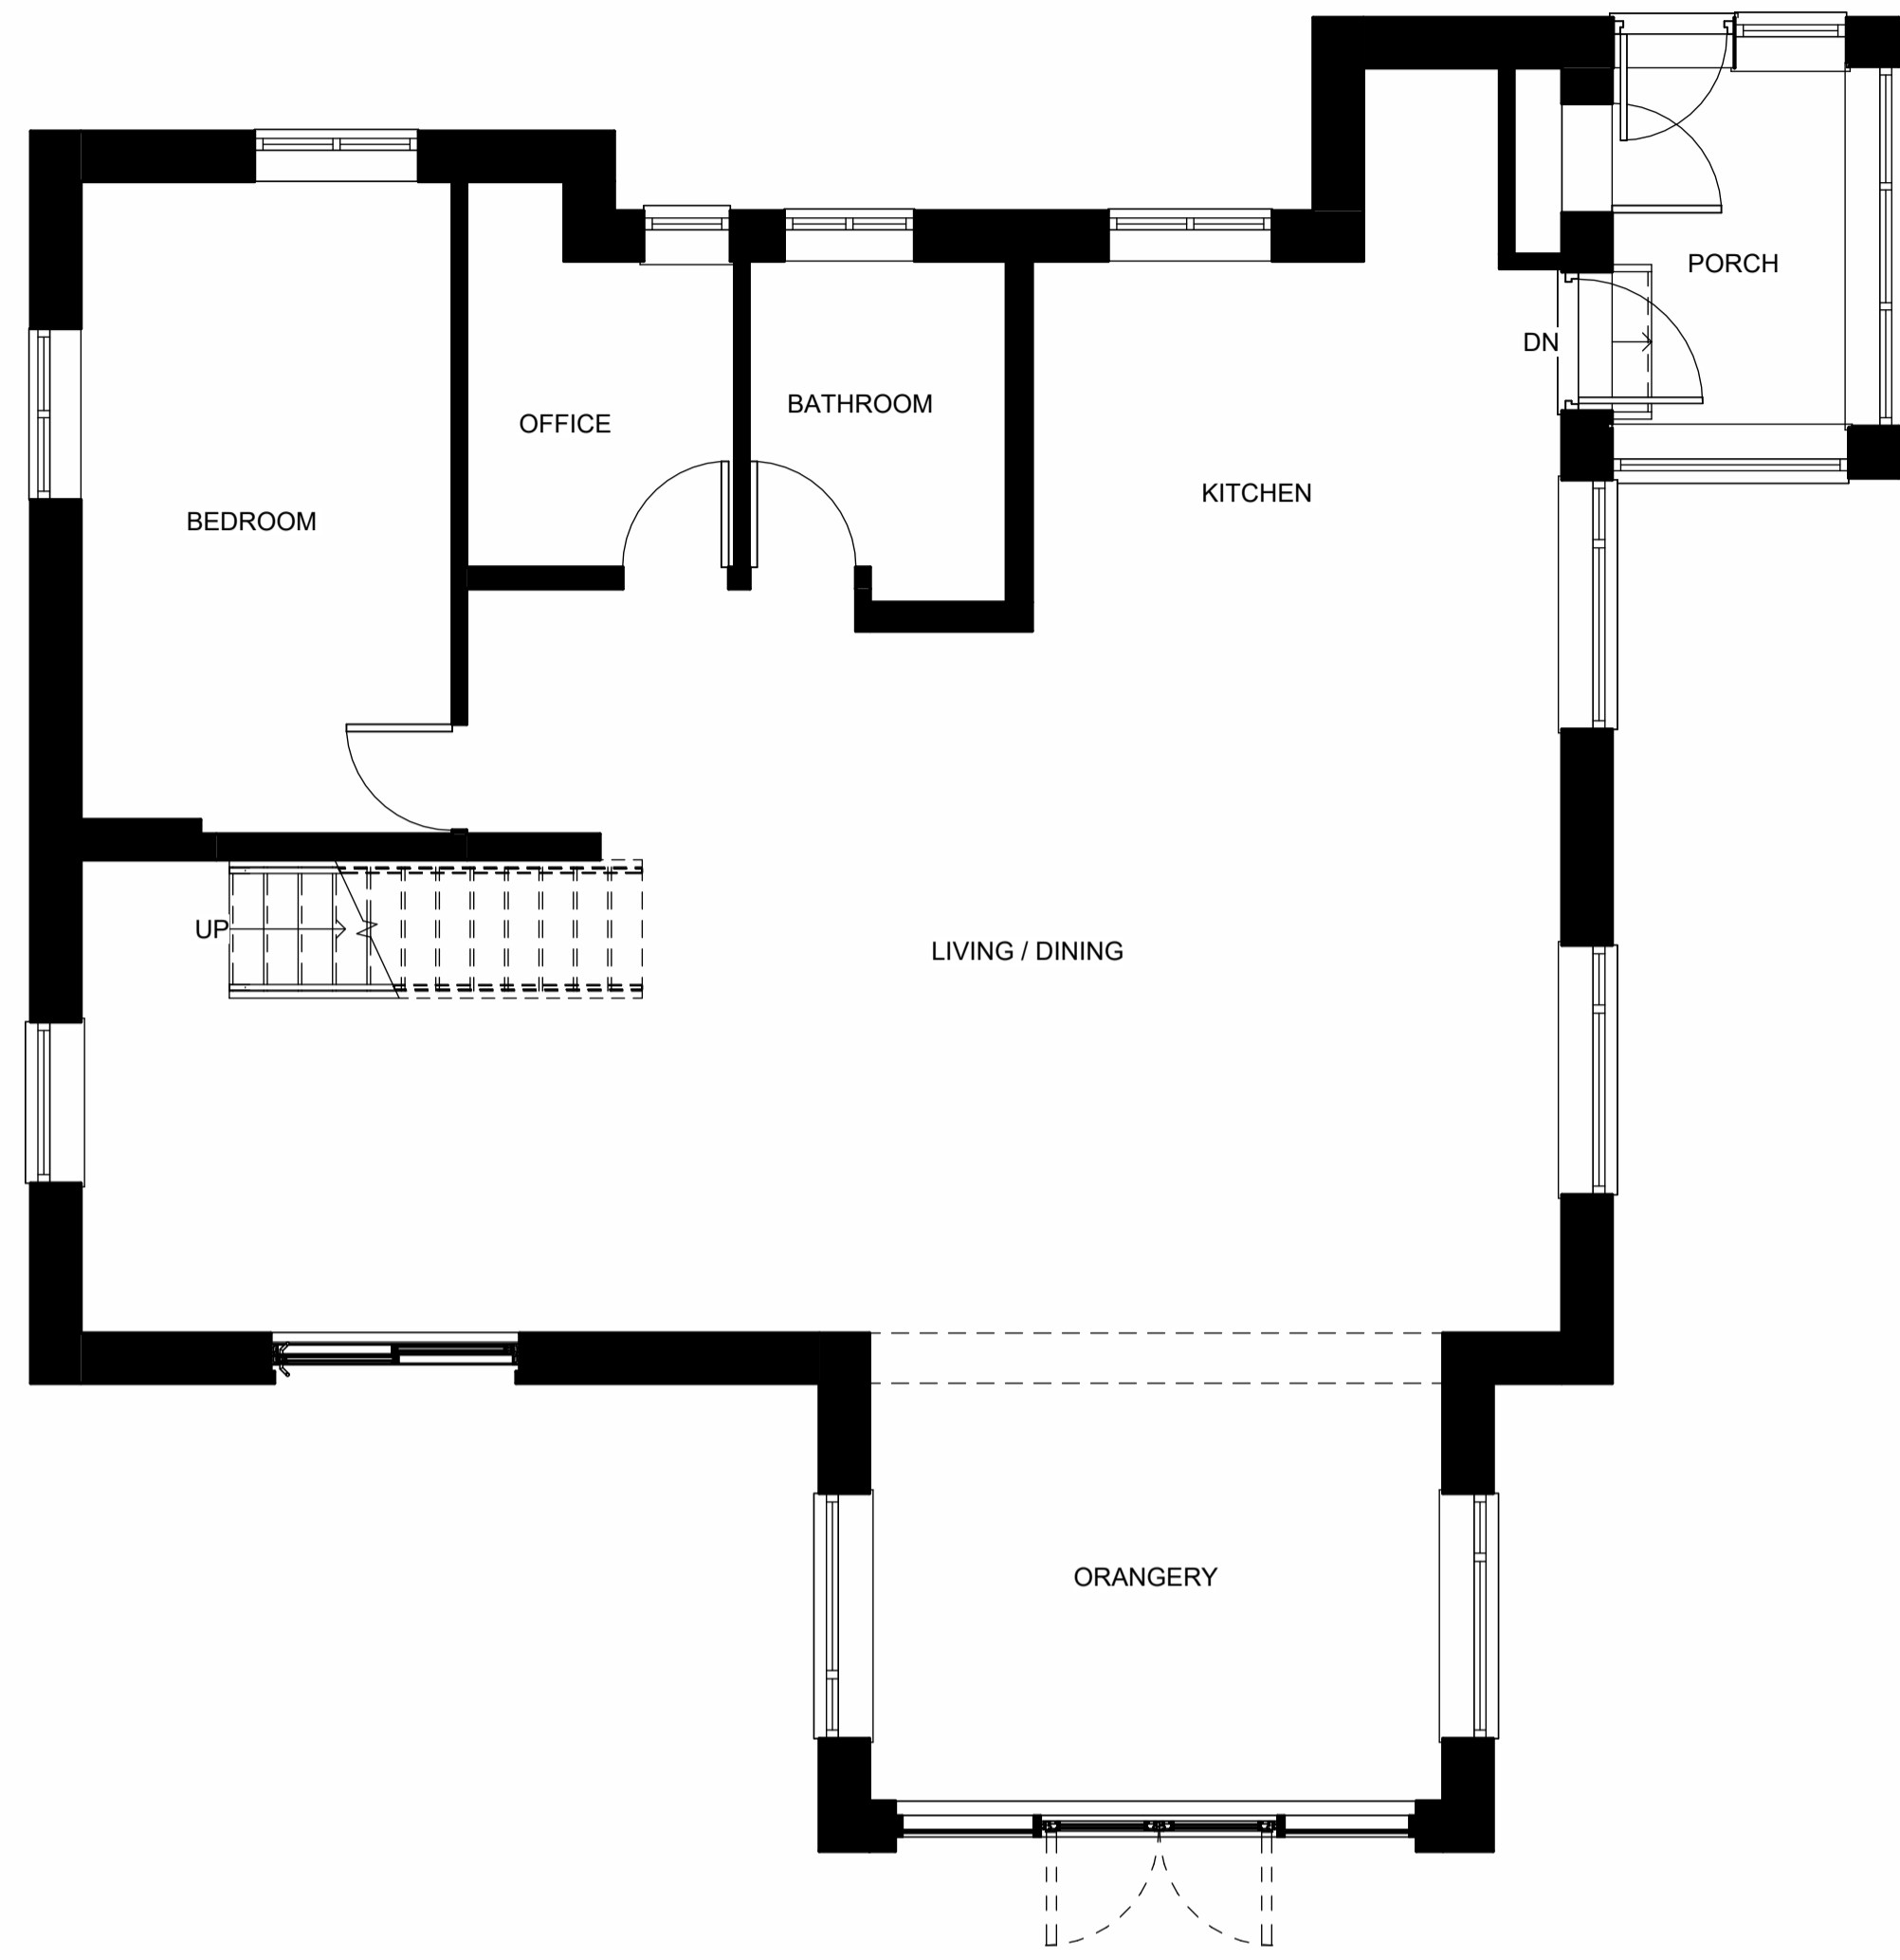 PORCH
DN
BATHROOM
OFFICE
KITCHEN
BEDROOM
UP
LIVING / DINING
ORANGERY